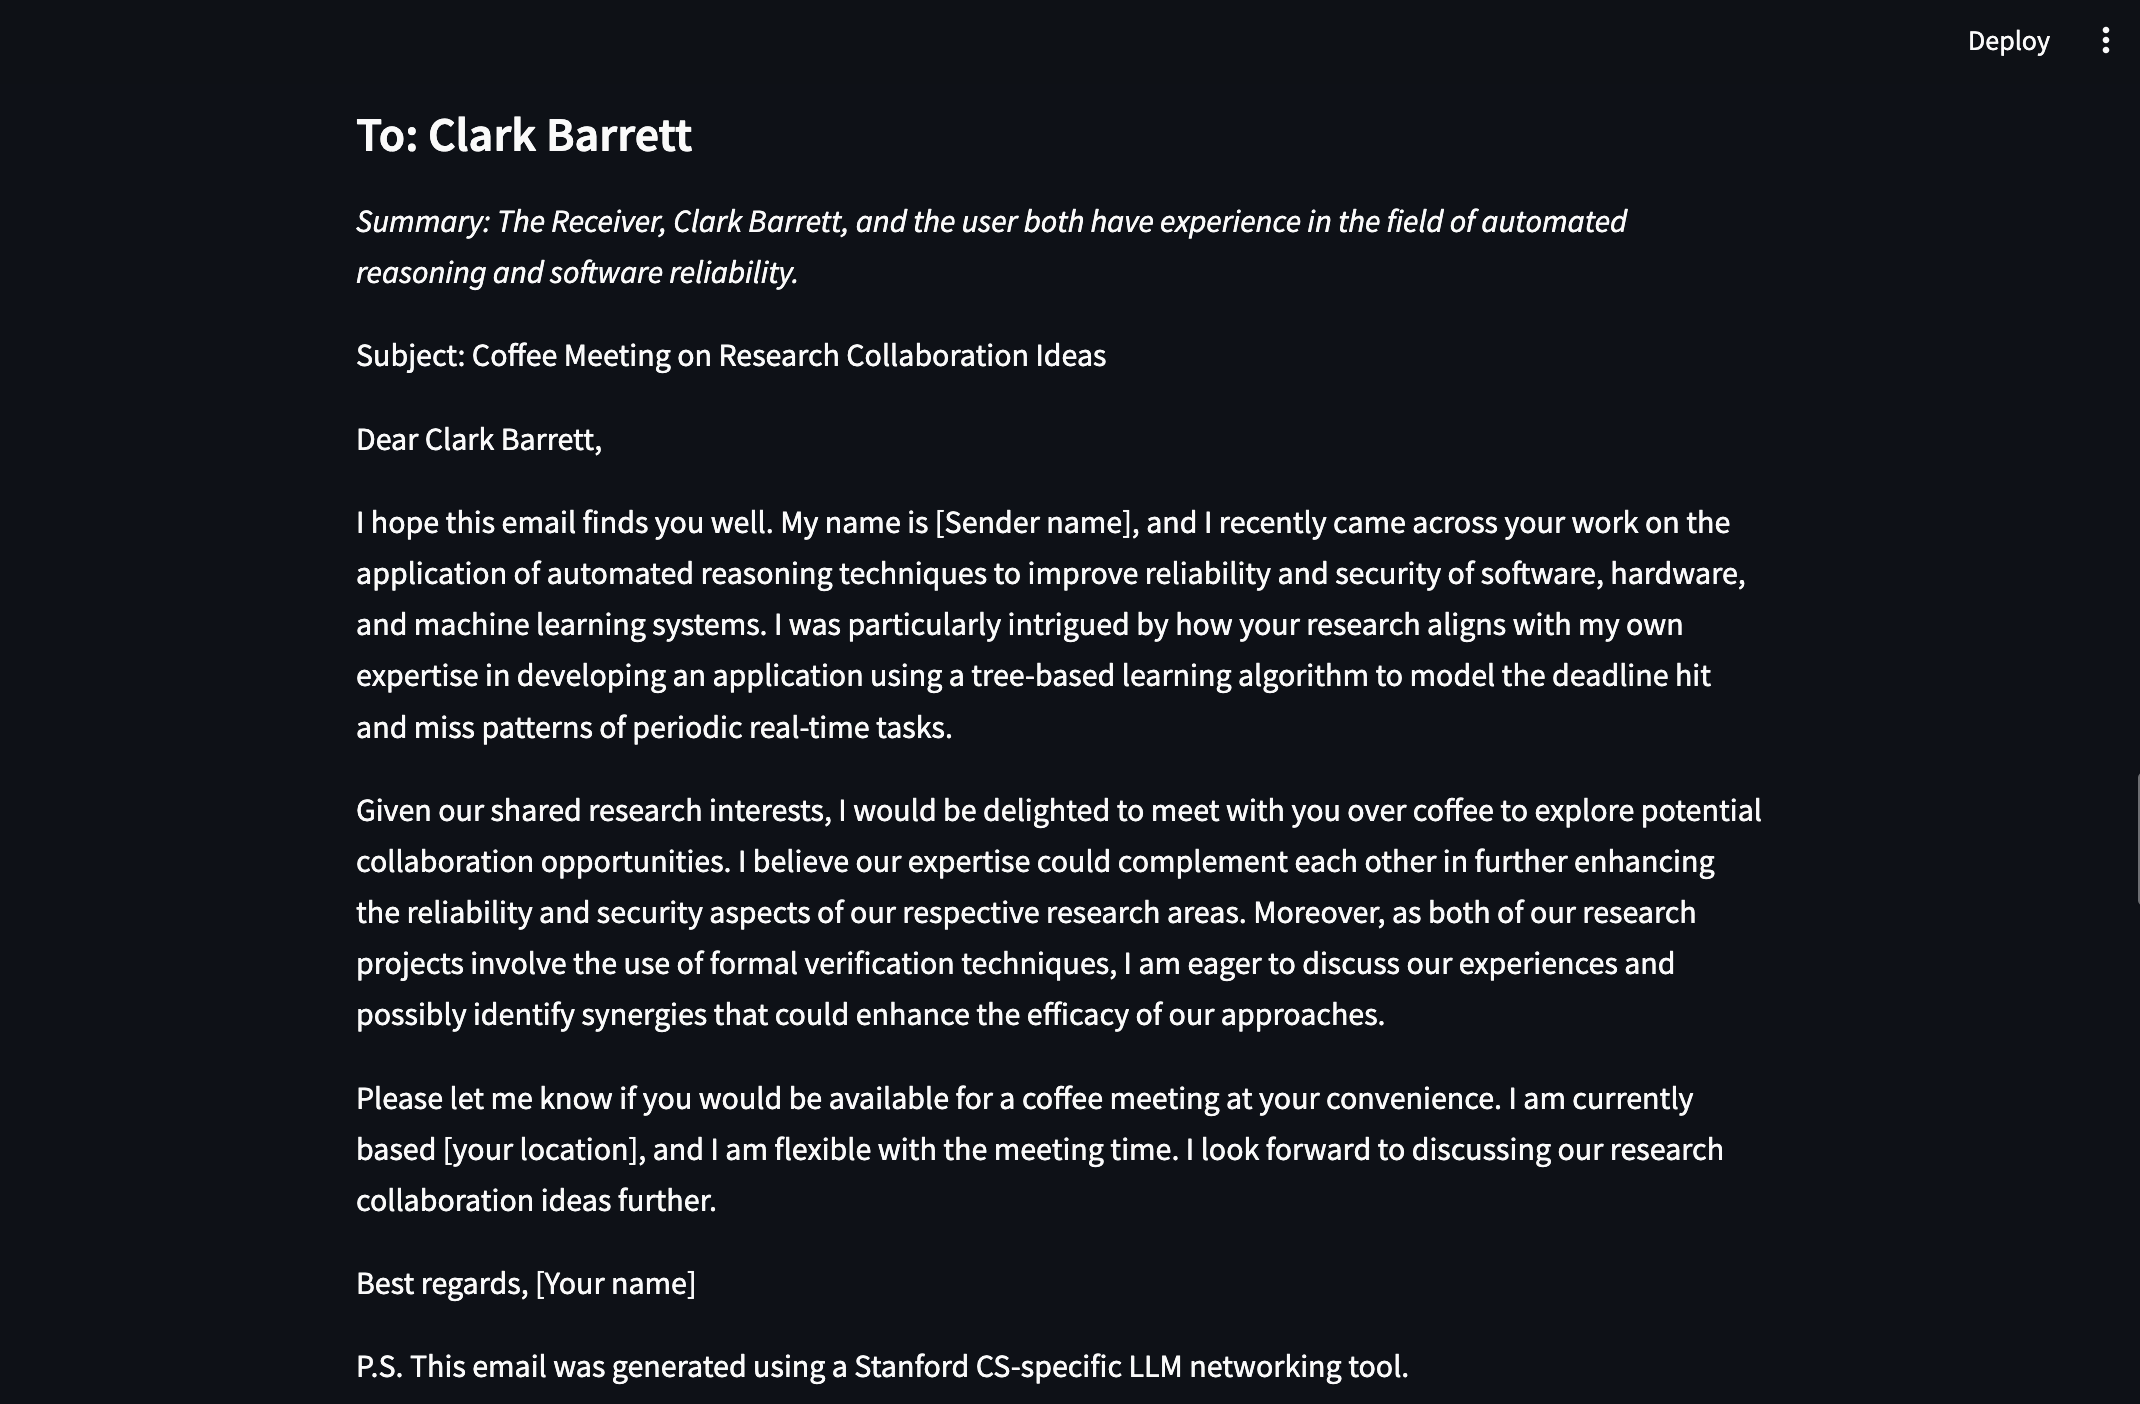 Deploy
To: Clark Barrett
Summary: The Receiver, Clark Barrett, and the user both have experience in the field of automated
reasoning and software reliability.
Subject: Coffee Meeting on Research Collaboration Ideas
Dear Clark Barrett,
I hope this email finds you well. My name is [Sender name], and I recently came across your work on the
application of automated reasoning techniques to improve reliability and security of software, hardware,
and machine learning systems. I was particularly intrigued by how your research aligns with my own
expertise in developing an application using a tree-based learning algorithm to model the deadline hit
and miss patterns of periodic real-time tasks.
Given our shared research interests, I would be delighted to meet with you over coffee to explore potential
collaboration opportunities. I believe our expertise could complement each other in further enhancing
the reliability and security aspects of our respective research areas. Moreover, as both of our research
projects involve the use of formal verification techniques, I am eager to discuss our experiences and
possibly identify synergies that could enhance the efficacy of our approaches.
Please let me know if you would be available for a coffee meeting at your convenience. I am currently
based [your location], and I am flexible with the meeting time. I look forward to discussing our research
collaboration ideas further.
Best regards, [Your name]
P.S. This email was generated using a Stanford CS-specific LLM networking tool.